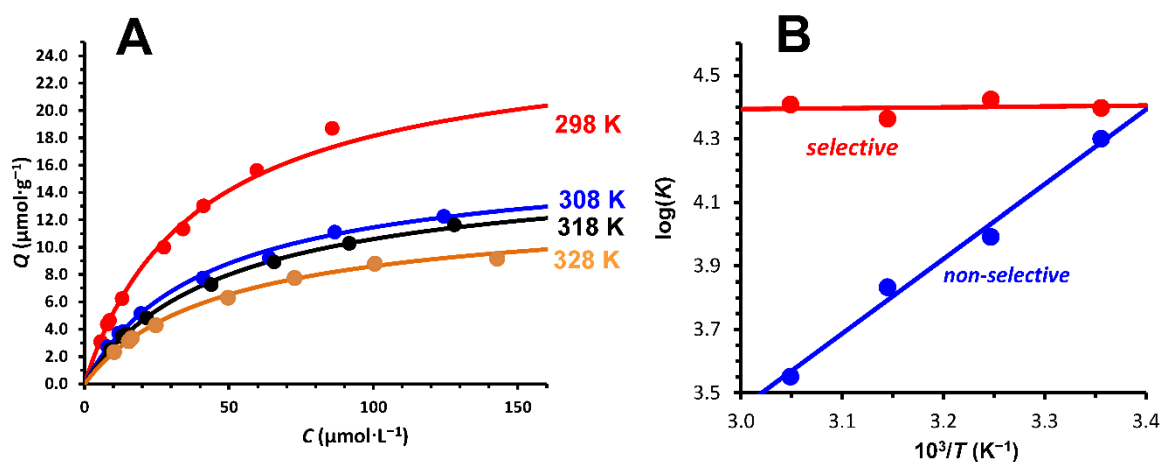 A
24.0
22.0
20.0
18.0
16.0
14.0
12.0
10.0
8.0
6.0
4.0
2.0
0.0
Q (µmol·g⁻¹)
0
50
100
150
C (µmol·L⁻¹)
298 K
308 K
318 K
328 K
B
4.5
4.3
4.1
3.9
3.7
3.5
log(K)
selective
non-selective
3.0
3.1
3.2
3.3
3.4
10³/T (K⁻¹)